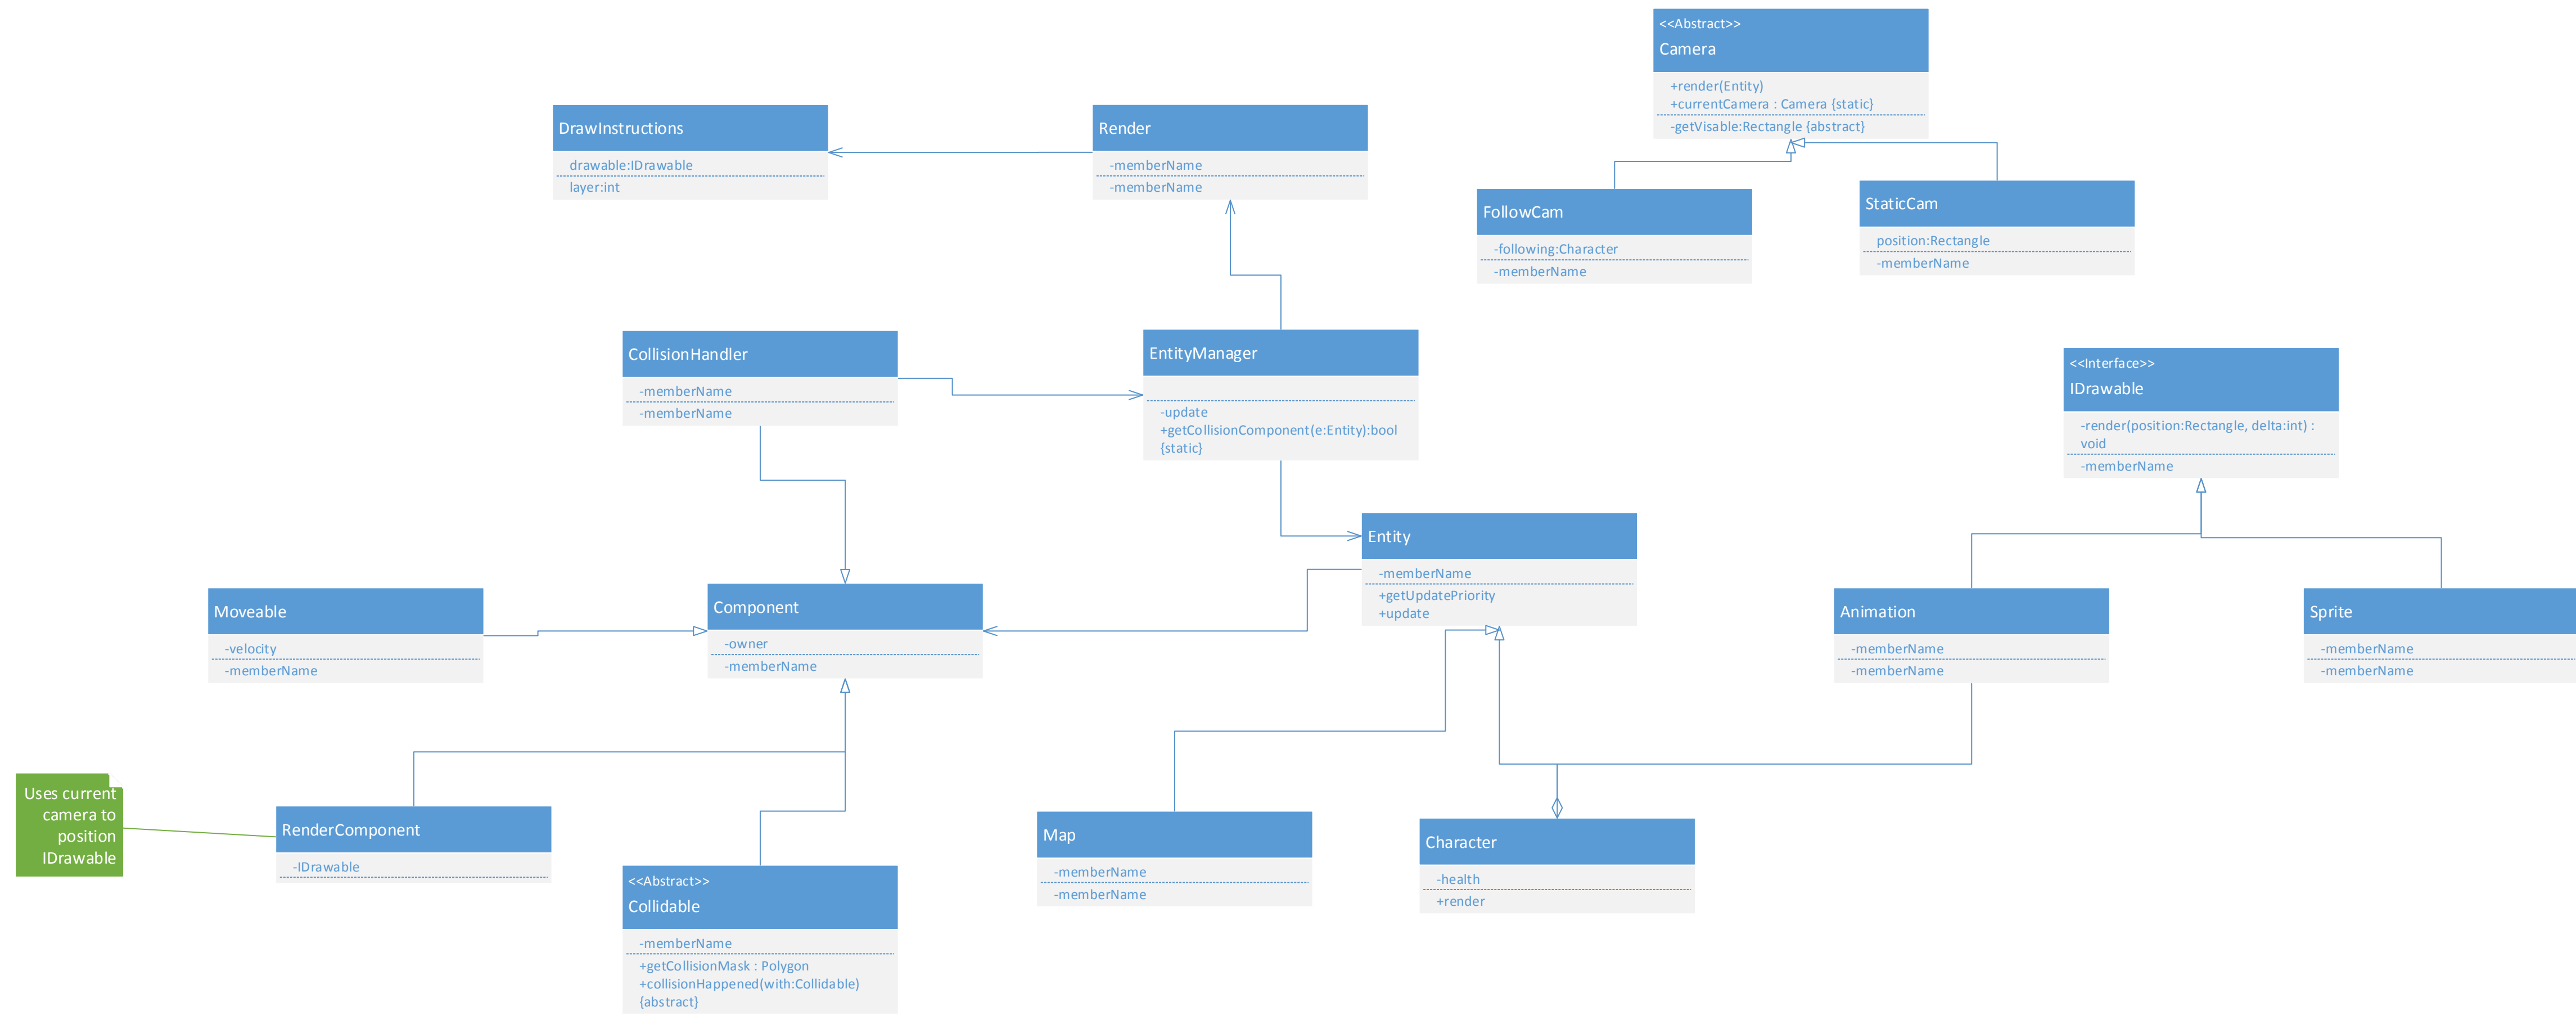 <<Abstract>>
Camera
+render(Entity)
+currentCamera : Camera {static}
-getVisable:Rectangle {abstract}
DrawInstructions
drawable:IDrawable
layer:int
Render
-memberName
-memberName
FollowCam
-following:Character
-memberName
StaticCam
position:Rectangle
-memberName
CollisionHandler
-memberName
-memberName
EntityManager
-update
+getCollisionComponent(e:Entity):bool
{static}
<<Interface>>
IDrawable
-render(position:Rectangle, delta:int) :
void
-memberName
Entity
-memberName
+getUpdatePriority
+update
Moveable
-velocity
-memberName
Component
-owner
-memberName
Animation
-memberName
-memberName
Sprite
-memberName
-memberName
Uses current
camera to
position
IDrawable
RenderComponent
-IDrawable
<<Abstract>>
Collidable
-memberName
+getCollisionMask : Polygon
+collisionHappened(with:Collidable)
{abstract}
Map
-memberName
-memberName
Character
-health
+render